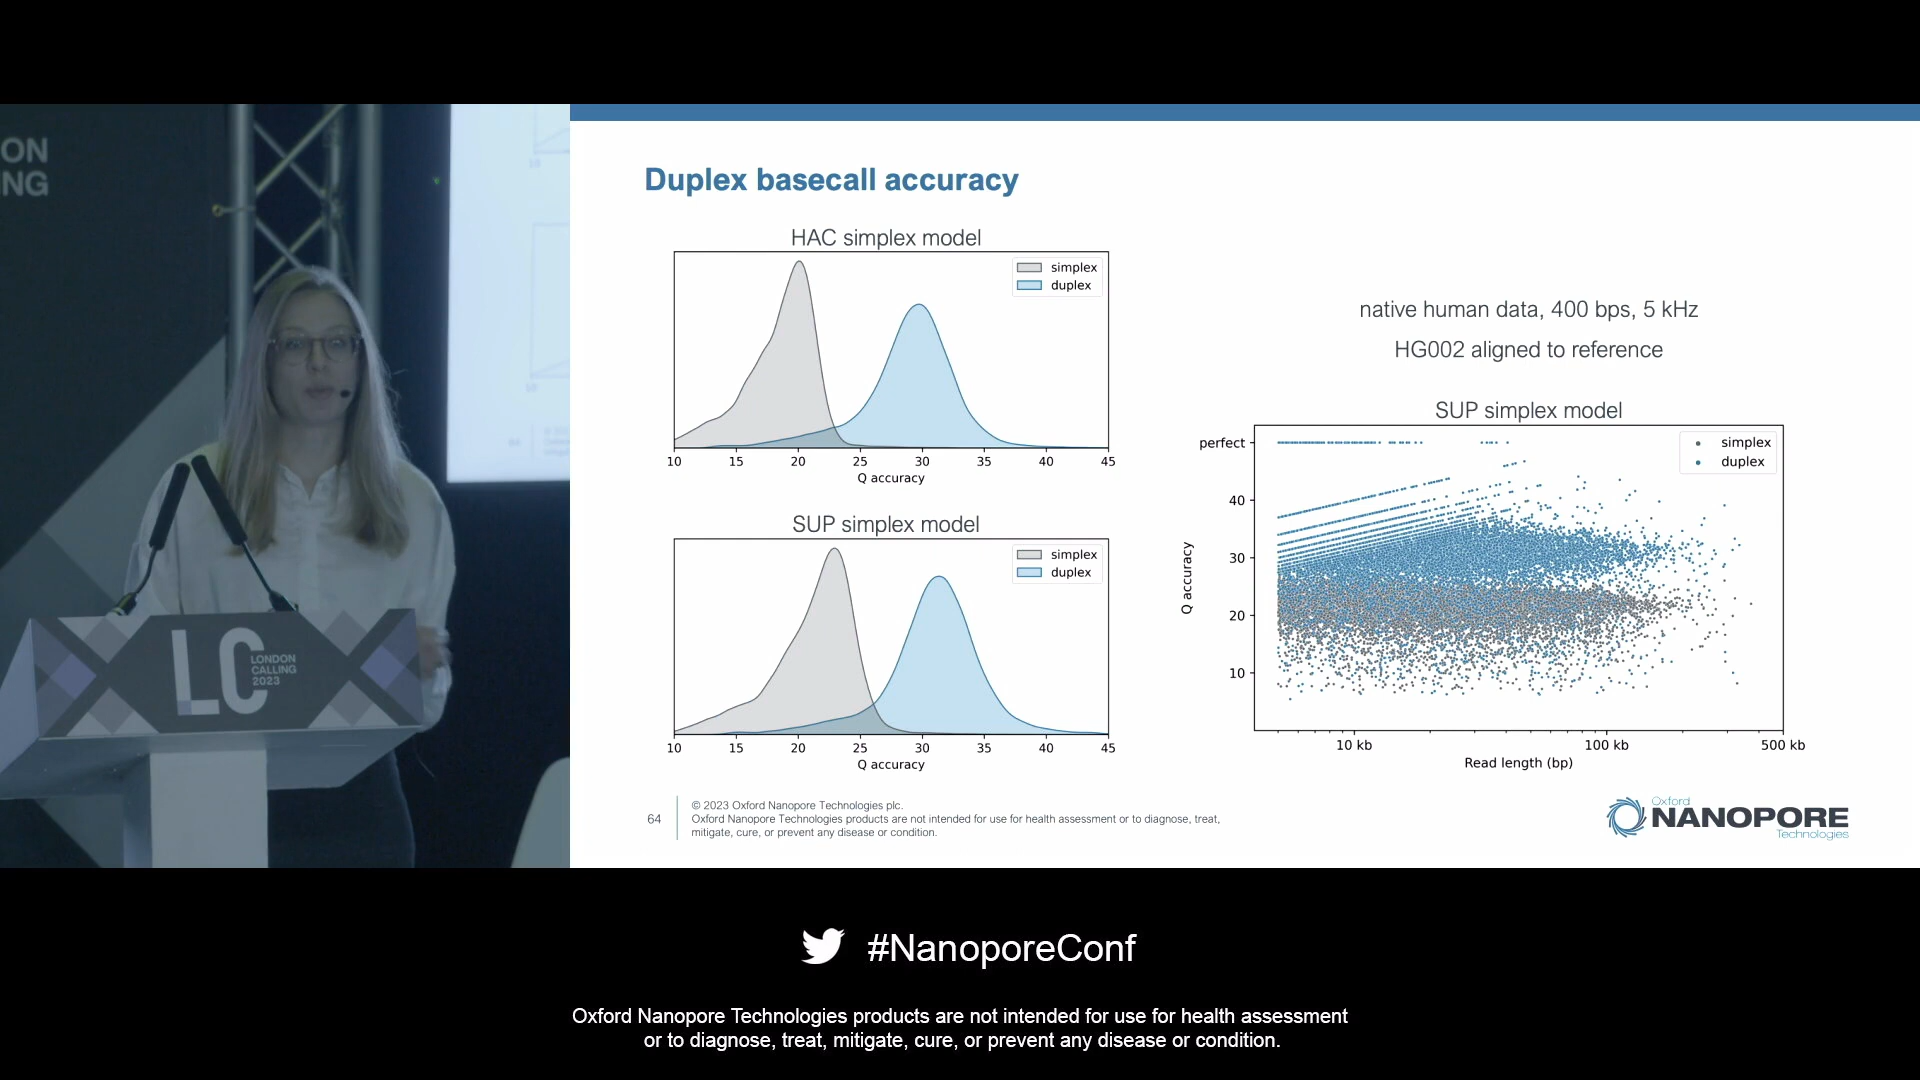 ON
ING
LC
LONDON
CALLING
2023
Duplex basecall accuracy
HAC simplex model
simplex
duplex
10 15 20 25 30 35 40 45
Q accuracy
SUP simplex model
simplex
duplex
10 15 20 25 30 35 40 45
Q accuracy
native human data, 400 bps, 5 kHz
HG002 aligned to reference
SUP simplex model
simplex
duplex
perfect
40
30
20
10
Q accuracy
10 kb 100 kb 500 kb
Read length (bp)
64
© 2023 Oxford Nanopore Technologies plc.
Oxford Nanopore Technologies products are not intended for use for health assessment or to diagnose, treat,
mitigate, cure, or prevent any disease or condition.
Oxford
NANOPORE
Technologies
#NanoporeConf
Oxford Nanopore Technologies products are not intended for use for health assessment
or to diagnose, treat, mitigate, cure, or prevent any disease or condition.